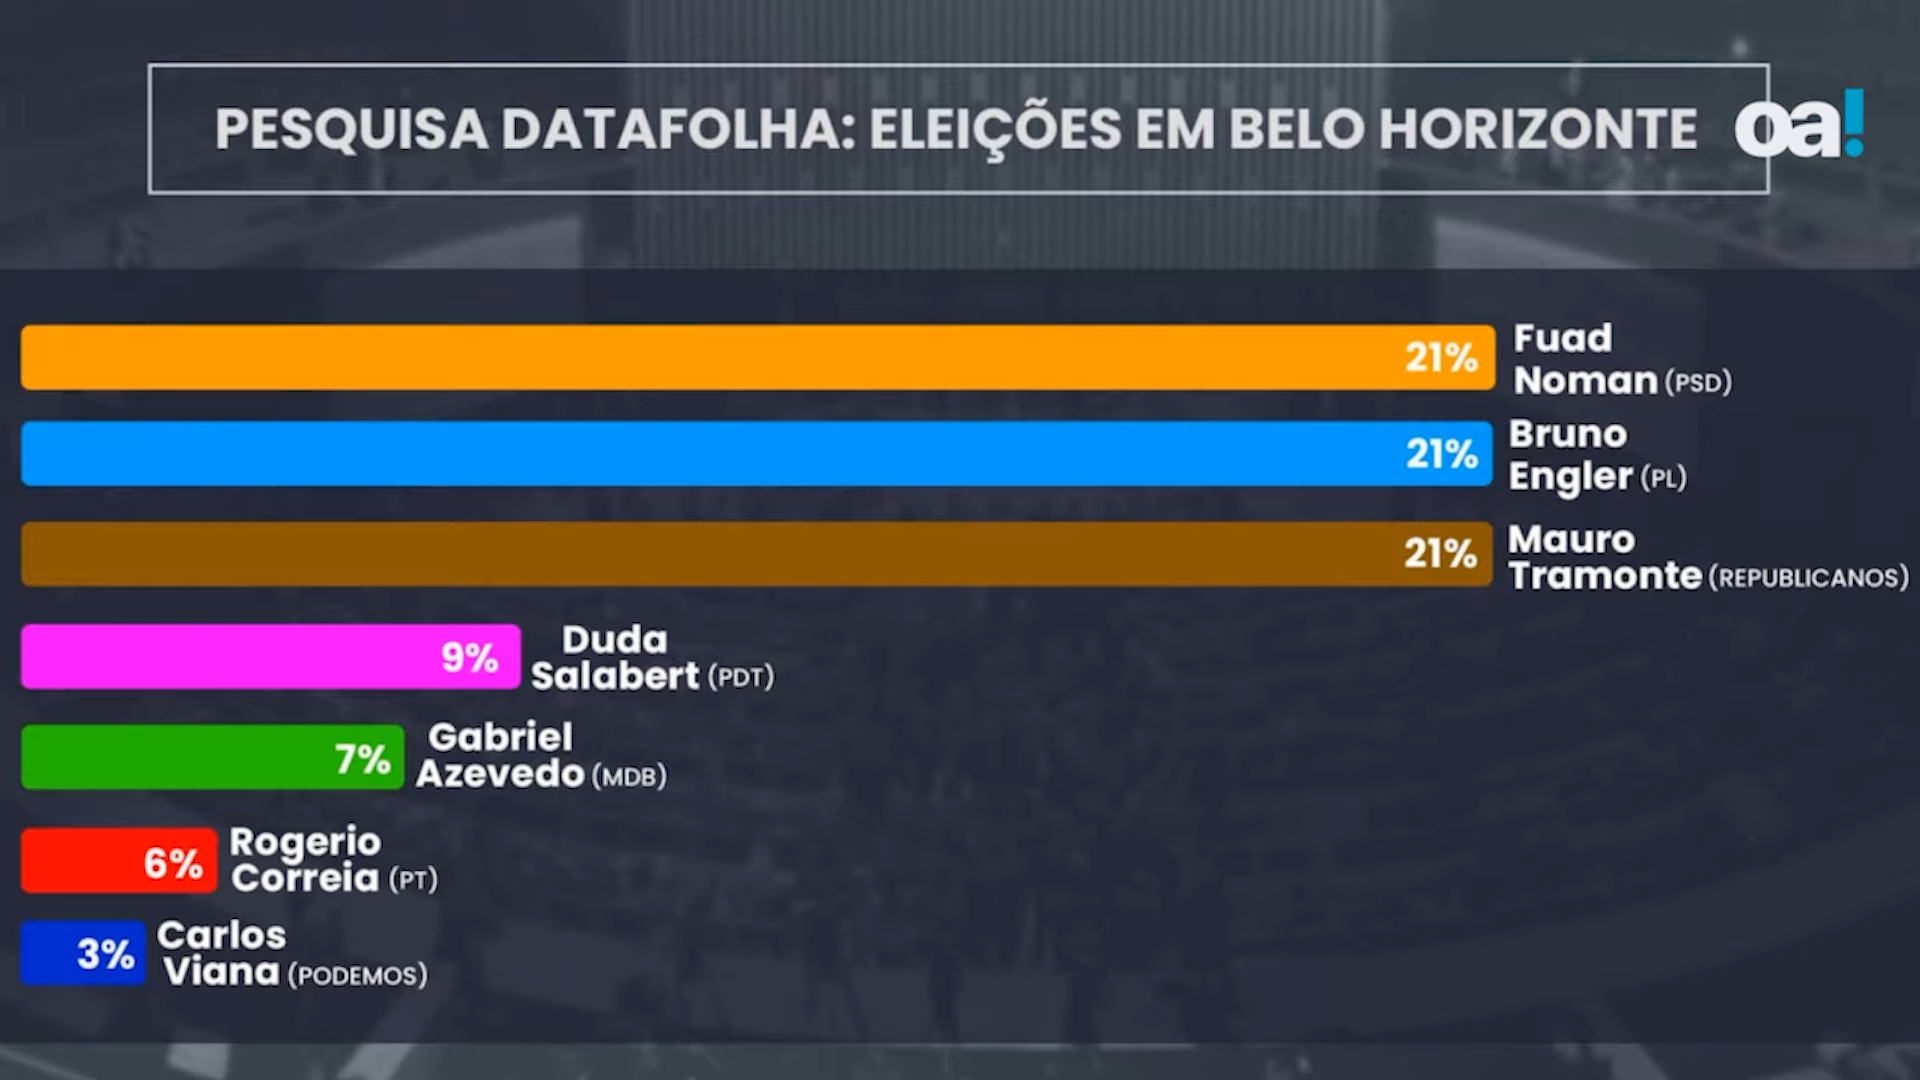 PESQUISA DATAFOLHA: ELEIÇÕES EM BELO HORIZONTE
oa!
21%
Fuad
Noman (PSD)
21%
Bruno
Engler (PL)
21%
Mauro
Tramonte (REPUBLICANOS)
9%
Duda
Salabert (PDT)
7%
Gabriel
Azevedo (MDB)
6%
Rogerio
Correia (PT)
3%
Carlos
Viana (PODEMOS)